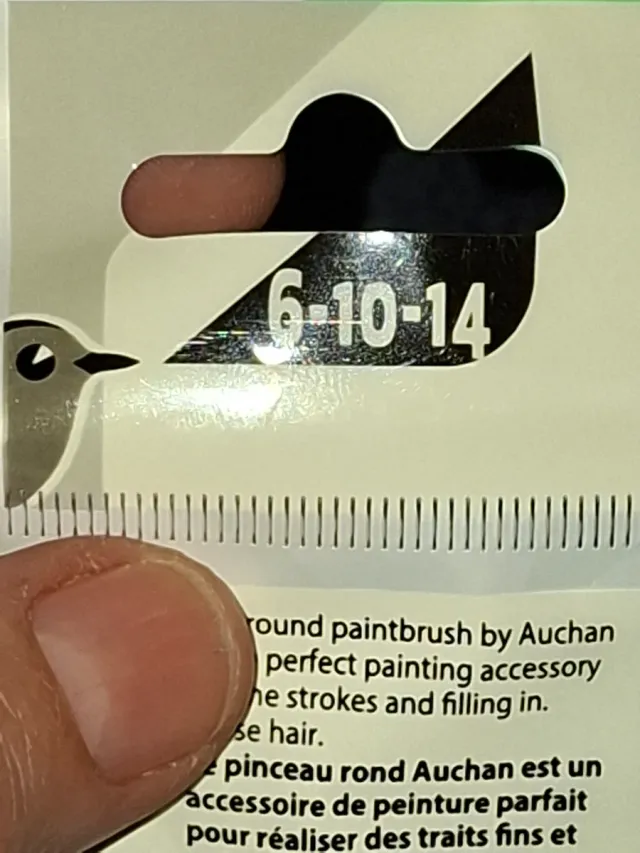 6-10-14
round paintbrush by Auchan
perfect painting accessory
strokes and filling in.
hair.
pinceau rond Auchan est un
accessoire de peinture parfait
pour réaliser des traits fins et